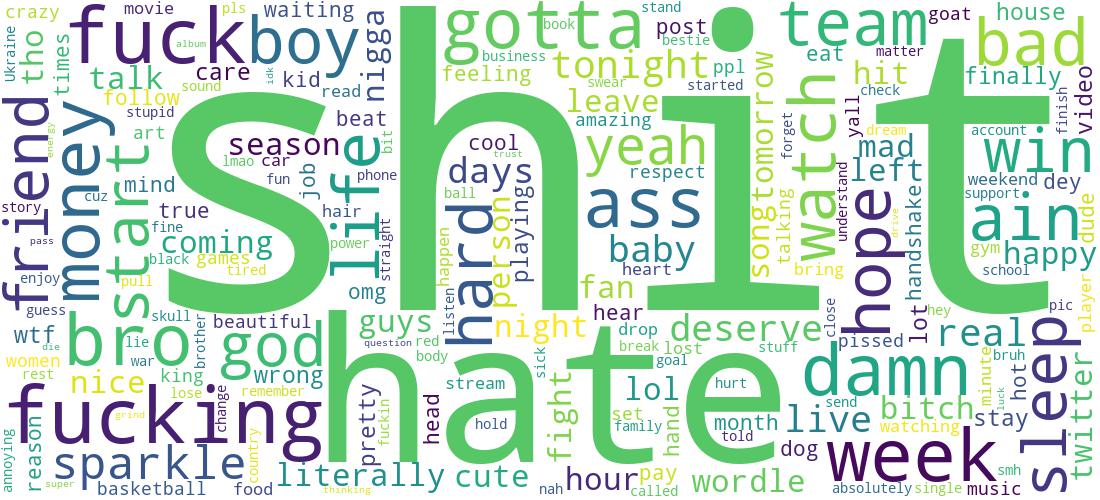 shit
hate
fuck
boy
gotta
team
bad
crazy
movie
pls
waiting
album
nigga
book
post
stand
bestie
goat
house
Ukraine
tho
times
talk
care
idk
business
tonight
ppl
eat
matter
finally
follow
sound
kid
read
feeling
swear
started
hit
check
video
stupid
beat
leave
amazing
tomorrow
watch
yall
finish
friend
energy
money
art
season
cool
yeah
forget
dream
mad
account
win
start
lmao
car
life
bit
trust
days
respect
left
mind
fun
job
phone
ass
song
understand
weekend
dey
story
cuz
true
hair
ball
hard
person
playing
talking
hope
drive
handshake
support
ain
dude
pass
fine
coming
power
straight
baby
gym
happy
black
games
tired
happen
heart
bring
school
enjoy
pull
omg
fan
lot
player
guess
skull
beautiful
guys
listen
night
hear
close
hey
pic
wtf
bro
lie
brother
god
question
red
drop
deserve
pissed
real
die
war
body
sick
break
lost
stuff
bruh
women
king
wrong
goal
damn
minute
hot
sleep
twitter
rest
nice
lose
remember
stream
lol
hurt
luck
fucking
grind
change
pretty
fuckin
head
hold
fight
set
family
hand
month
told
send
live
bitch
watching
stay
annoying
reason
sparkle
country
literally
cute
hour
pay
dog
week
smh
super
basketball
food
thinking
nah
called
wordle
absolutely
single
music